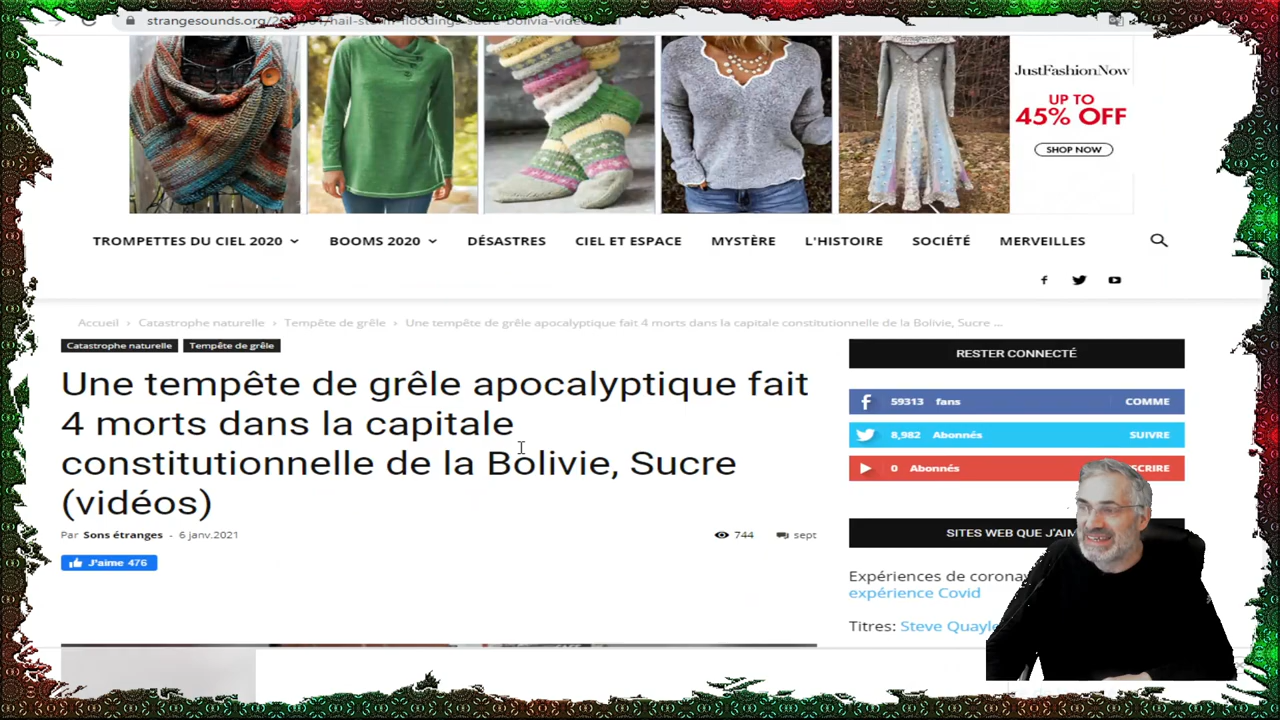 strangesounds.org/
JustFashionNow
UP TO
45% OFF
SHOP NOW
TROMPETTES DU CIEL 2020
BOOMS 2020
DÉSASTRES
CIEL ET ESPACE
MYSTÈRE
L'HISTOIRE
SOCIÉTÉ
MERVEILLES
Accueil › Catastrophe naturelle › Tempête de grêle › Une tempête de grêle apocalyptique fait 4 morts dans la capitale constitutionnelle de la Bolivie, Sucre ...
Catastrophe naturelle
Tempête de grêle
Une tempête de grêle apocalyptique fait
4 morts dans la capitale
constitutionnelle de la Bolivie, Sucre
(vidéos)
Par Sons étranges - 6 janv.2021
744
sept
J'aime 476
RESTER CONNECTÉ
59313 fans
COMME
8,982 Abonnés
SUIVRE
0 Abonnés
SITES WEB QUE
Expériences de
expérience Covid
Titres: Steve